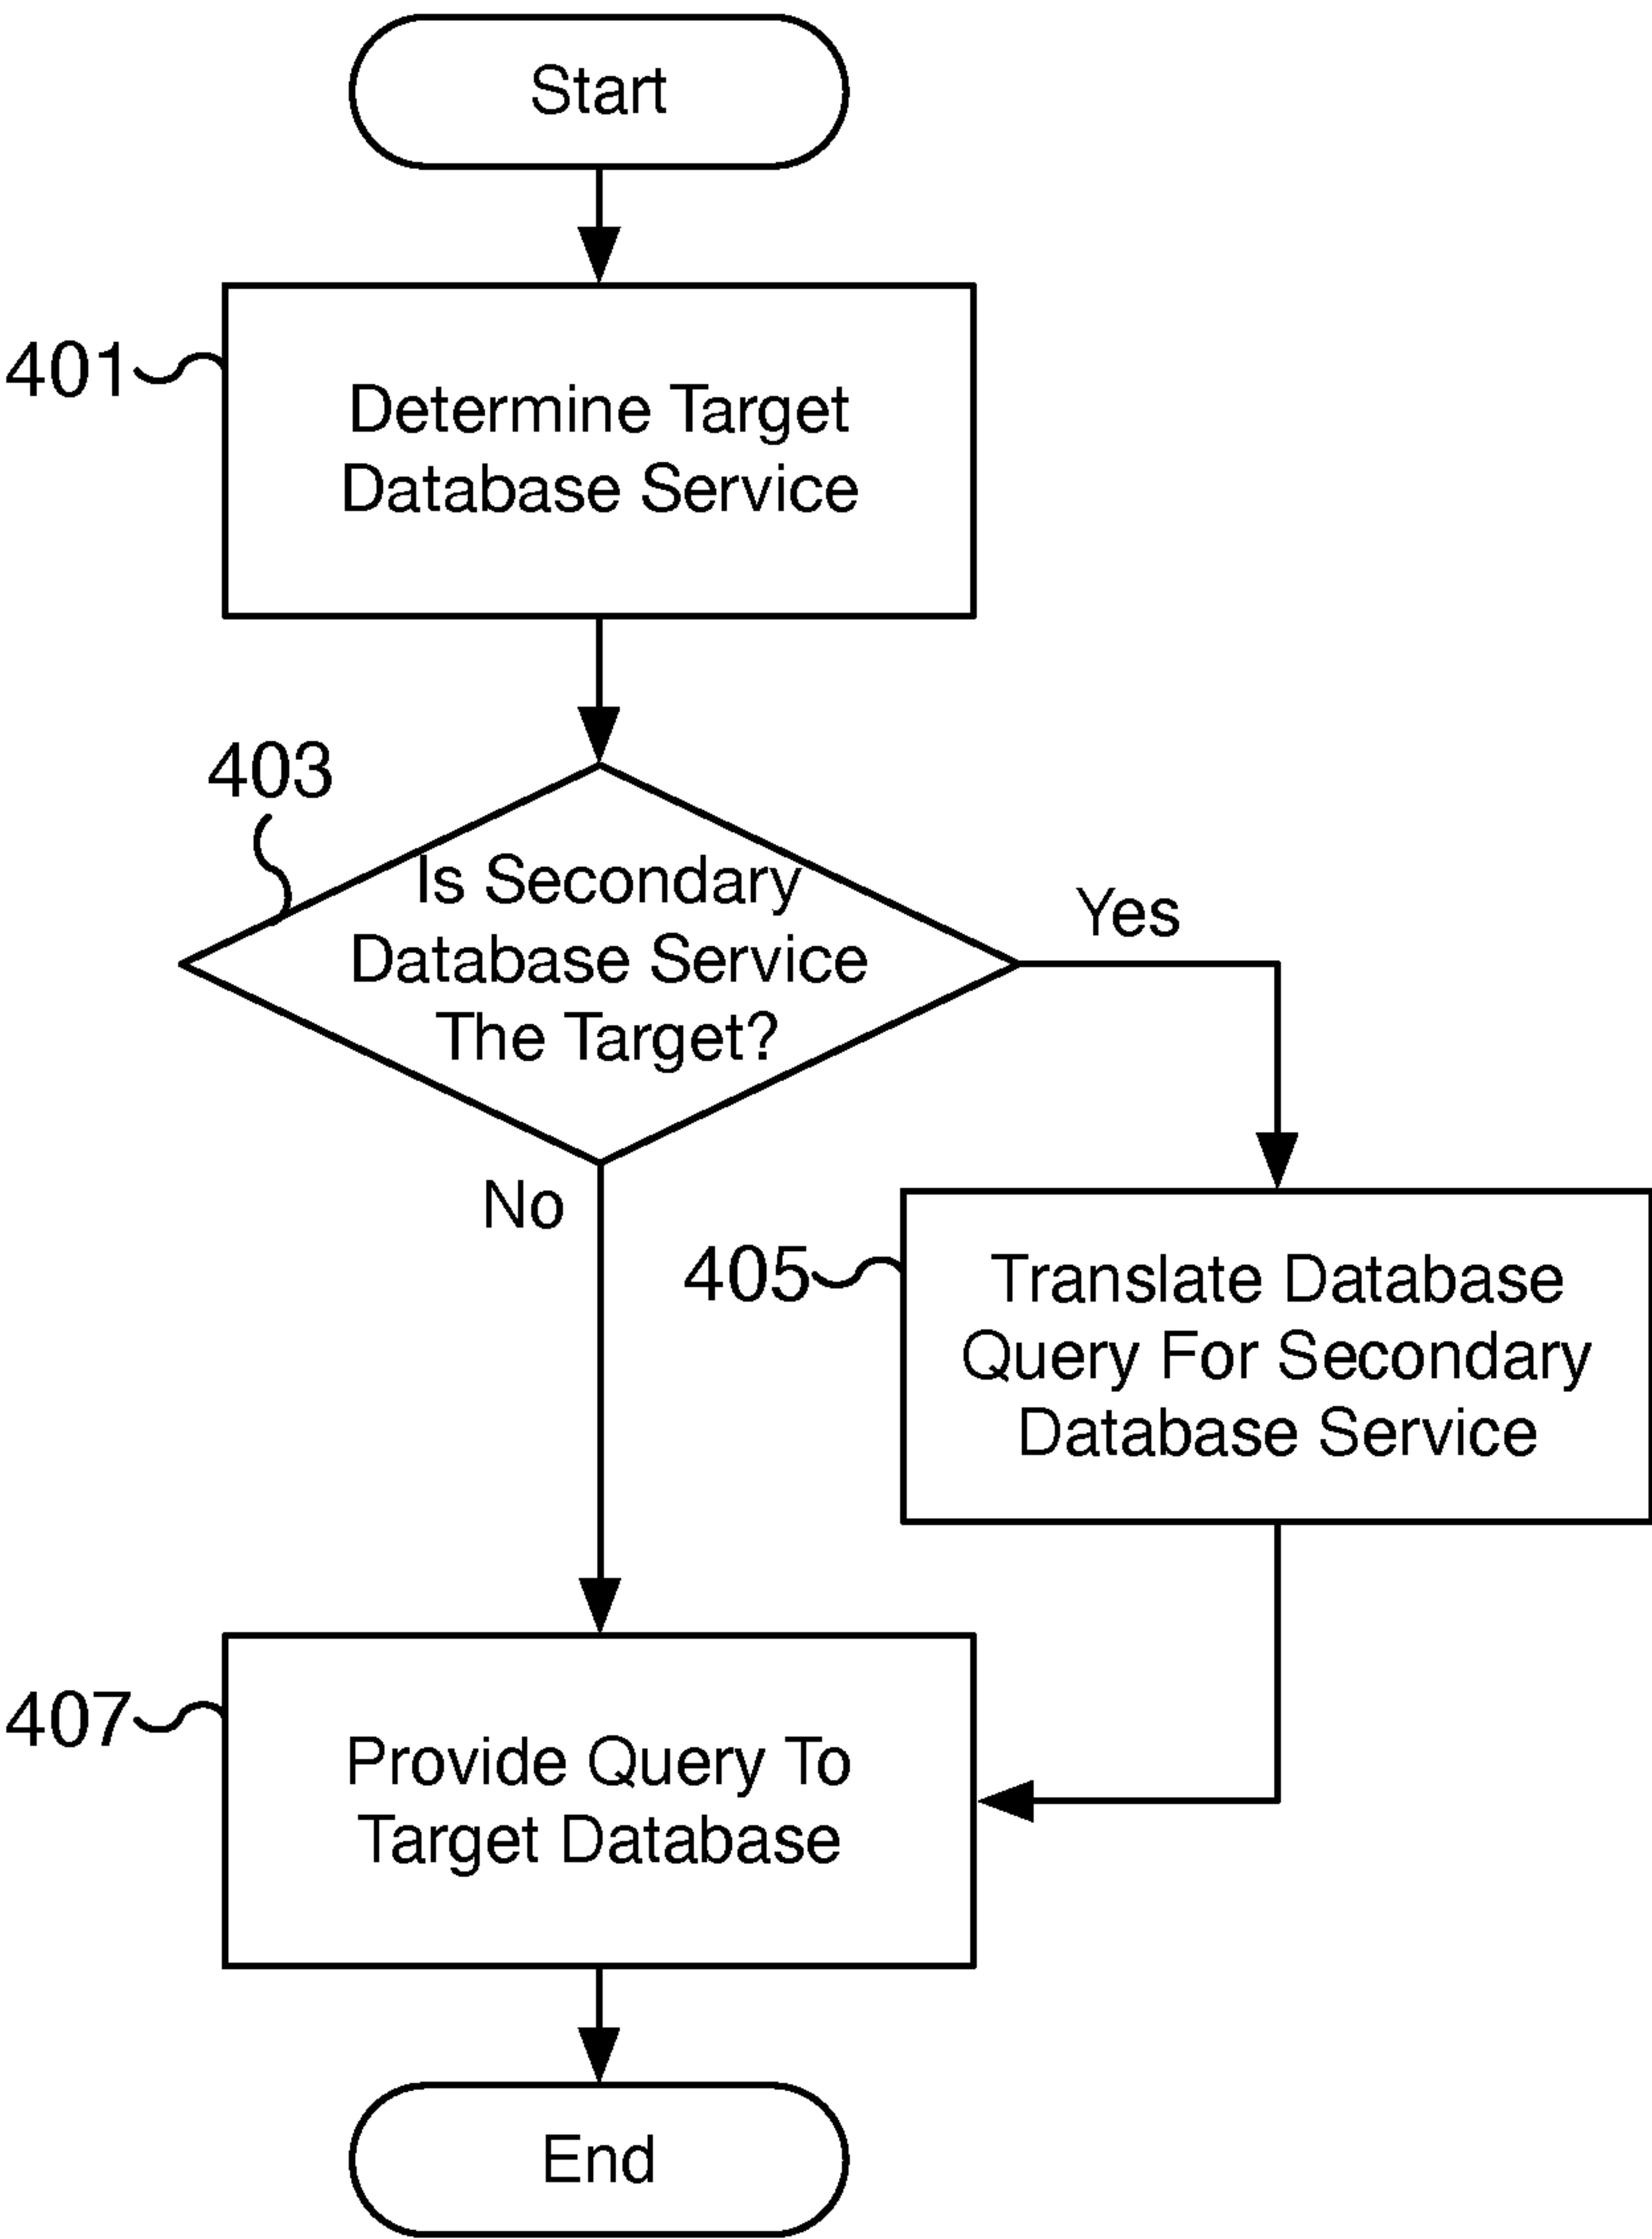 Start
401
Determine Target
Database Service
403
Is Secondary
Database Service
The Target?
Yes
No
405
Translate Database
Query For Secondary
Database Service
407
Provide Query To
Target Database
End